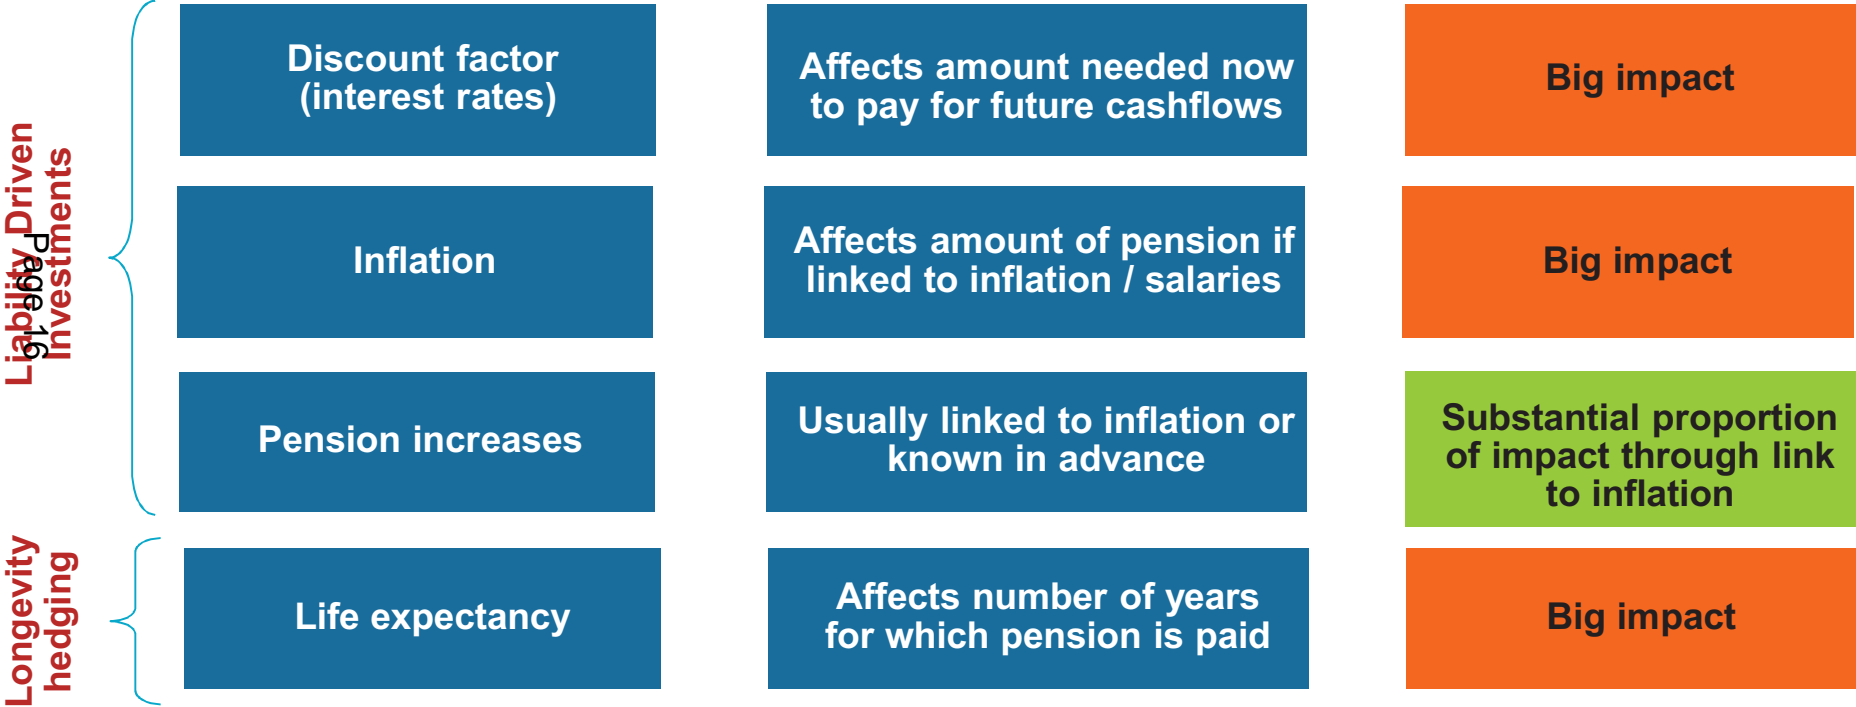 Liability Driven
Investments
Page 16
Discount factor
(interest rates)
Affects amount needed now
to pay for future cashflows
Big impact
Inflation
Affects amount of pension if
linked to inflation / salaries
Big impact
Pension increases
Usually linked to inflation or
known in advance
Substantial proportion
of impact through link
to inflation
Longevity
hedging
Life expectancy
Affects number of years
for which pension is paid
Big impact